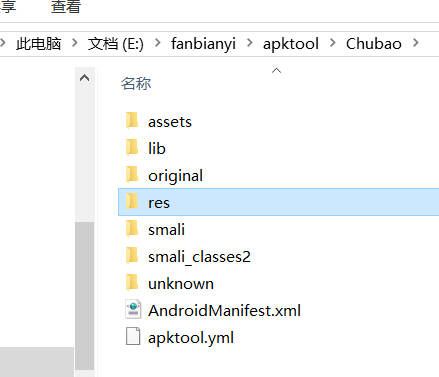 享 查看
此电脑 > 文档 (E:) > fanbianyi > apktool > Chubao >
名称
assets
lib
original
res
smali
smali_classes2
unknown
AndroidManifest.xml
apktool.yml